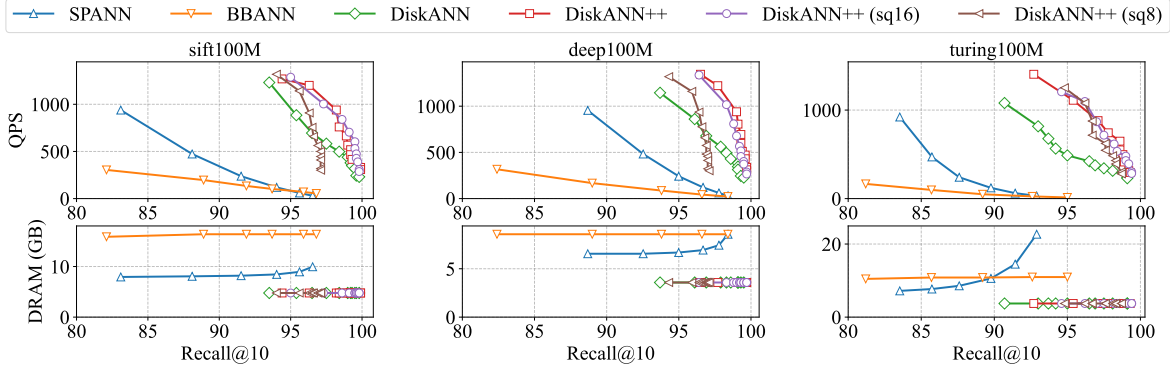 SPANN BBANN DiskANN DiskANN++ DiskANN++ (sq16) DiskANN++ (sq8)
sift100M deep100M turing100M
QPS
1000
500
0
80 85 90 95 100
1000
500
0
80 85 90 95 100
1000
0
80 85 90 95 100
DRAM (GB)
10
0
80 85 90 95 100
5
0
80 85 90 95 100
20
10
0
80 85 90 95 100
Recall@10 Recall@10 Recall@10